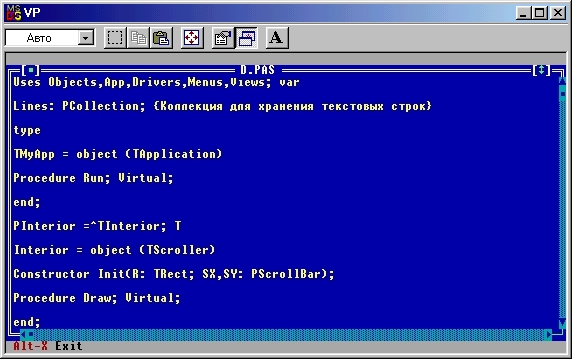 VP
Авто
A
D.PAS
Uses Objects,App,Drivers,Menus,Views; var
Lines: PCollection; {Коллекция для хранения текстовых строк}
type
TMyApp = object (TApplication)
Procedure Run; Virtual;
end;
PInterior =^TInterior; T
Interior = object (TScroller)
Constructor Init(R: TRect; SX,SY: PScrollBar);
Procedure Draw; Virtual;
end;
Alt-X Exit